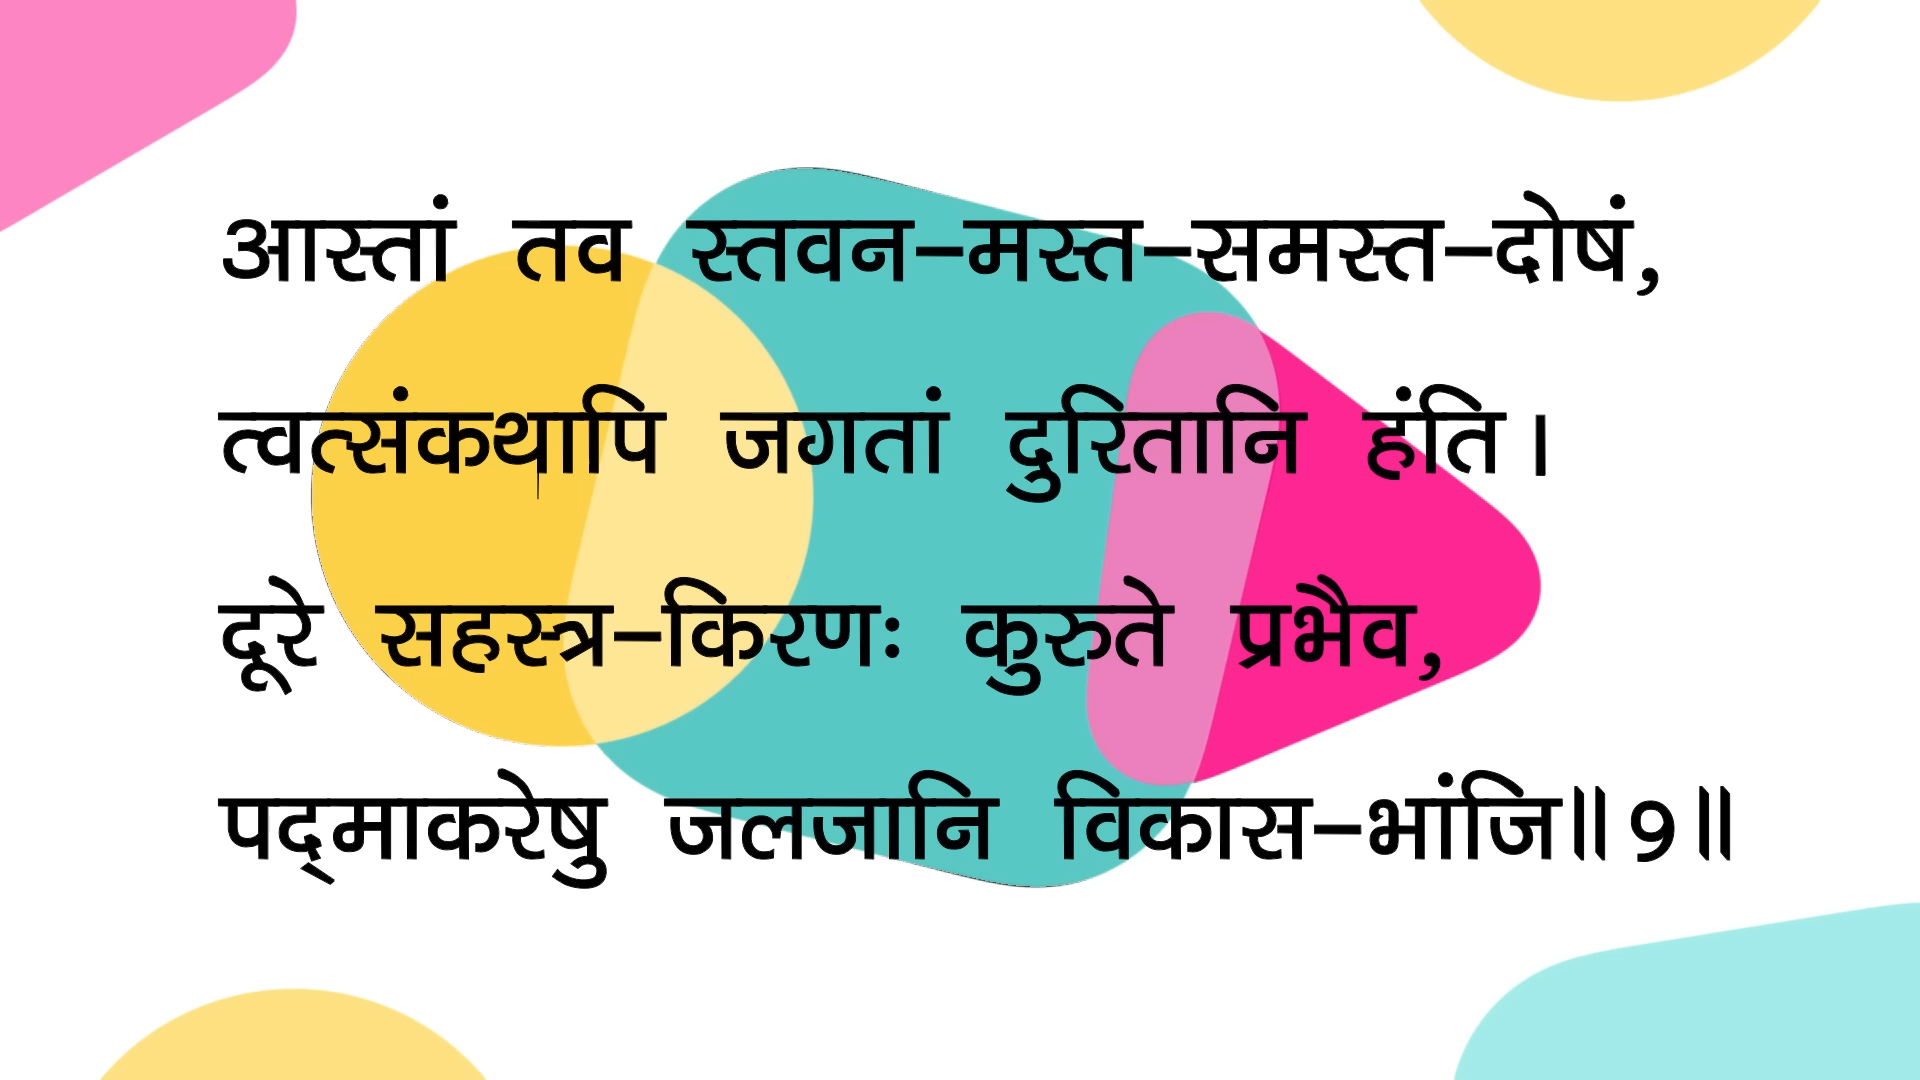 आस्तां तव स्तवन-मस्त-समस्त-दोषं,
त्वत्संकथापि जगतां दुरितानि हंति।
दूरे सहस्त्र-किरणः कुरुते प्रभैव,
पद्‌माकरेषु जलजानि विकास-भांजि॥९॥